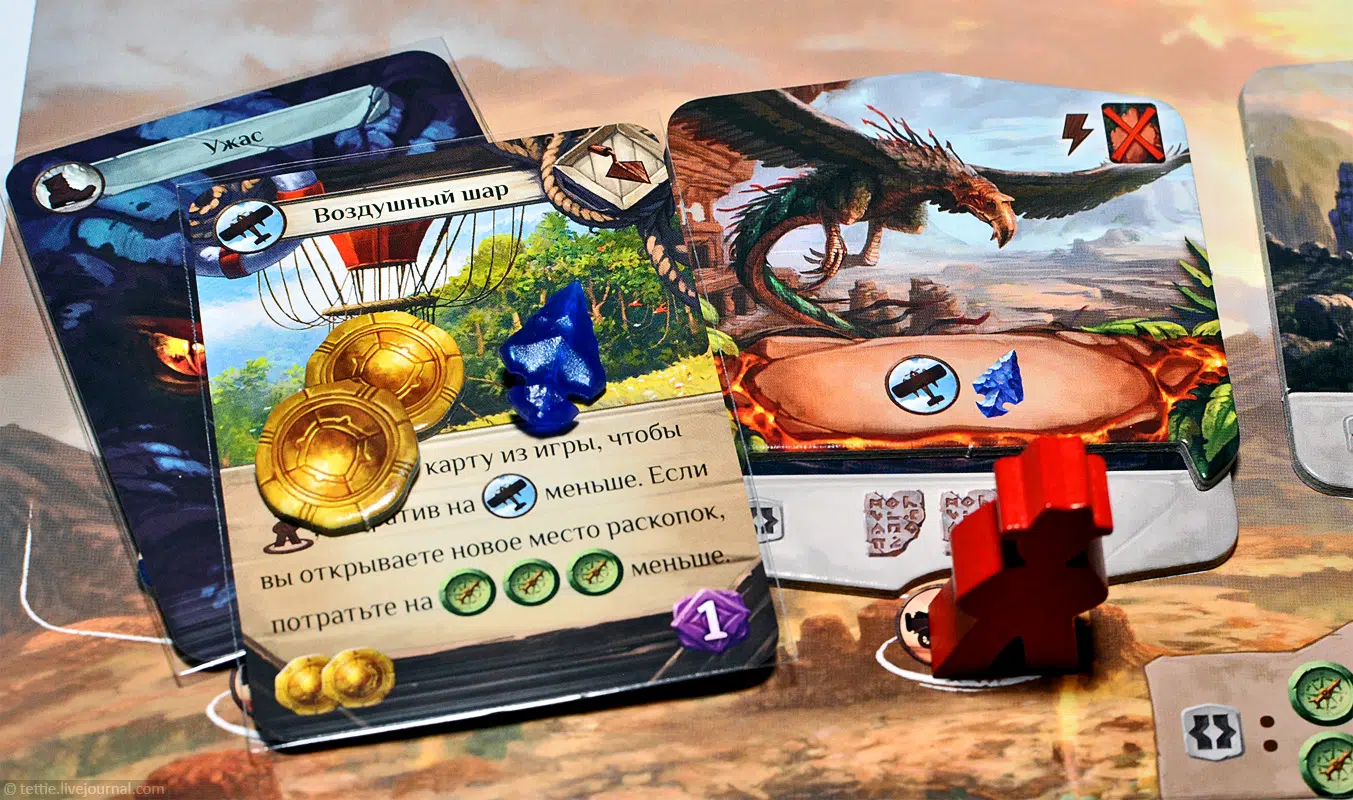 Ужас
Воздушный шар
карту из игры, чтобы
на меньше. Если
вы открываете новое место раскопок,
потратьте на меньше.
1
© tettie.livejournal.com